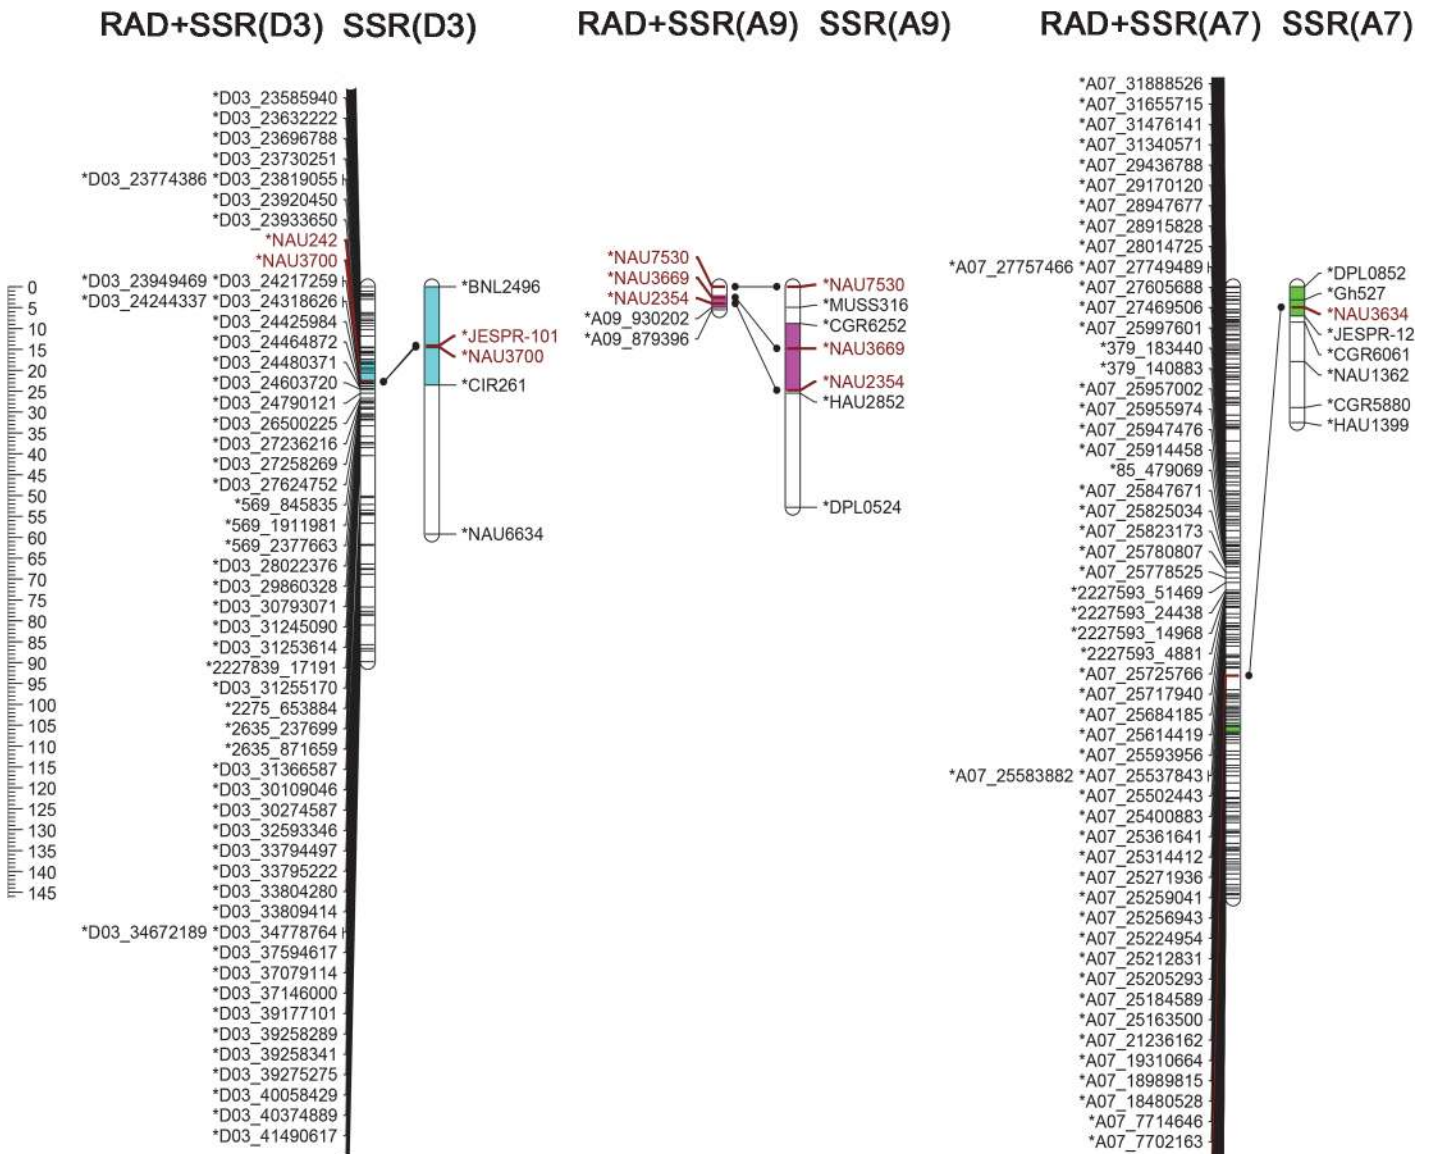 RAD+SSR(D3) SSR(D3) RAD+SSR(A9) SSR(A9) RAD+SSR(A7) SSR(A7)
*D03_23585940
*D03_23632222
*D03_23696788
*D03_23730251
*D03_23774386 *D03_23819055
*D03_23920450
*D03_23933650
*NAU242
*NAU3700
*D03_23949469 *D03_24217259
*D03_24244337 *D03_24318626
*D03_24425984
*D03_24464872
*D03_24480371
*D03_24603720
*D03_24790121
*D03_26500225
*D03_27236216
*D03_27258269
*D03_27624752
*569_845835
*569_1911981
*569_2377663
*D03_28022376
*D03_29860328
*D03_30793071
*D03_31245090
*D03_31253614
*2227839_17191
*D03_31255170
*2275_653884
*2635_237699
*2635_871659
*D03_31366587
*D03_30109046
*D03_30274587
*D03_32593346
*D03_33794497
*D03_33795222
*D03_33804280
*D03_33809414
*D03_34672189 *D03_34778764
*D03_37594617
*D03_37079114
*D03_37146000
*D03_39177101
*D03_39258289
*D03_39258341
*D03_39275275
*D03_40058429
*D03_40374889
*D03_41490617
0
5
10
15
20
25
30
35
40
45
50
55
60
65
70
75
80
85
90
95
100
105
110
115
120
125
130
135
140
145
*BNL2496
*JESPR-101
*NAU3700
*CIR261
*NAU6634
*NAU7530
*NAU3669
*NAU2354
*A09_930202
*A09_879396
*NAU7530
*MUSS316
*CGR6252
*NAU3669
*NAU2354
*HAU2852
*DPL0524
*A07_31888526
*A07_31655715
*A07_31476141
*A07_31340571
*A07_29436788
*A07_29170120
*A07_28947677
*A07_28915828
*A07_28014725
*A07_27757466 *A07_27749489
*A07_27605688
*A07_27469506
*A07_25997601
*379_183440
*379_140883
*A07_25957002
*A07_25955974
*A07_25947476
*A07_25914458
*85_479069
*A07_25847671
*A07_25825034
*A07_25823173
*A07_25780807
*A07_25778525
*2227593_51469
*2227593_24438
*2227593_14968
*2227593_4881
*A07_25725766
*A07_25717940
*A07_25684185
*A07_25614419
*A07_25593956
*A07_25583882 *A07_25537843
*A07_25502443
*A07_25400883
*A07_25361641
*A07_25314412
*A07_25271936
*A07_25259041
*A07_25256943
*A07_25224954
*A07_25212831
*A07_25205293
*A07_25184589
*A07_25163500
*A07_21236162
*A07_19310664
*A07_18989815
*A07_18480528
*A07_7714646
*A07_7702163
*DPL0852
*Gh527
*NAU3634
*JESPR-12
*CGR6061
*NAU1362
*CGR5880
*HAU1399